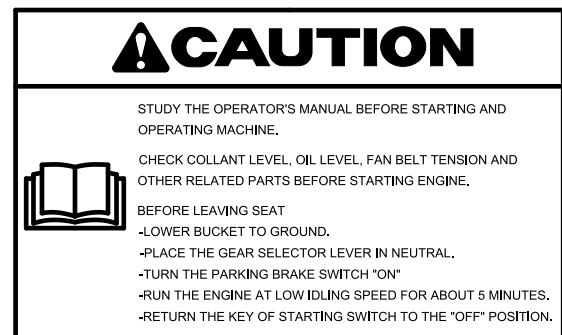 CAUTION
STUDY THE OPERATOR'S MANUAL BEFORE STARTING AND
OPERATING MACHINE.
CHECK COLLANT LEVEL, OIL LEVEL, FAN BELT TENSION AND
OTHER RELATED PARTS BEFORE STARTING ENGINE.
BEFORE LEAVING SEAT
-LOWER BUCKET TO GROUND.
-PLACE THE GEAR SELECTOR LEVER IN NEUTRAL.
-TURN THE PARKING BRAKE SWITCH "ON"
-RUN THE ENGINE AT LOW IDLING SPEED FOR ABOUT 5 MINUTES.
-RETURN THE KEY OF STARTING SWITCH TO THE "OFF" POSITION.